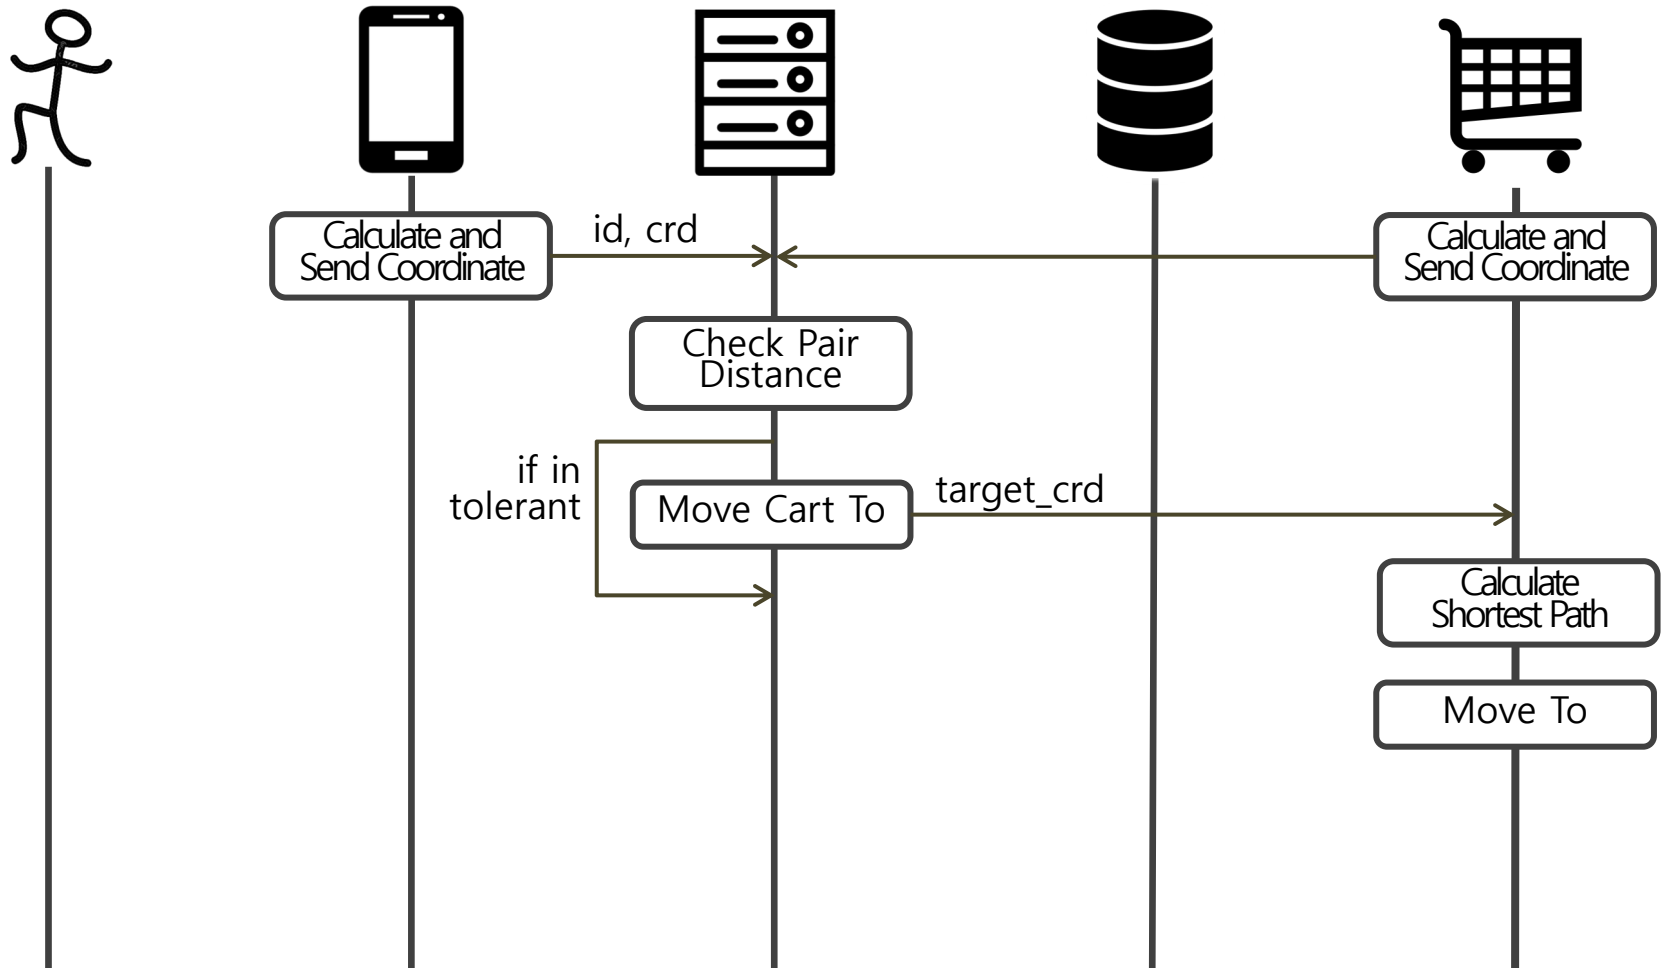 Calculate and
Send Coordinate
id, crd
Calculate and
Send Coordinate
Check Pair
Distance
if in
tolerant
Move Cart To
target_crd
Calculate
Shortest Path
Move To